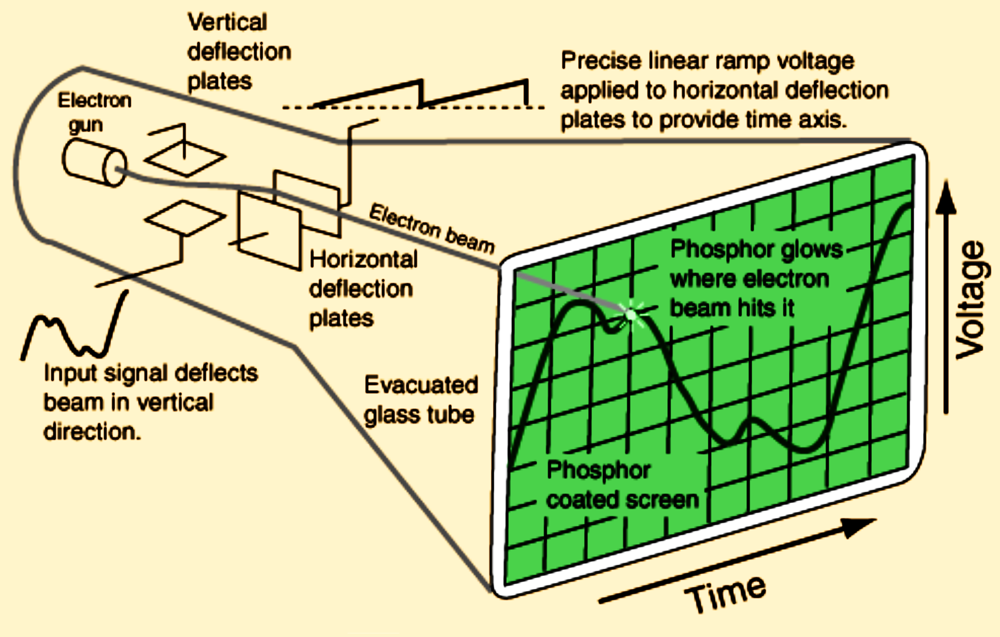 Vertical
deflection
plates
Precise linear ramp voltage
applied to horizontal deflection
plates to provide time axis.
Electron
gun
Electron beam
Horizontal
deflection
plates
Phosphor glows
where electron
beam hits it
Voltage
Input signal deflects
beam in vertical
direction.
Evacuated
glass tube
Phosphor
coated screen
Time